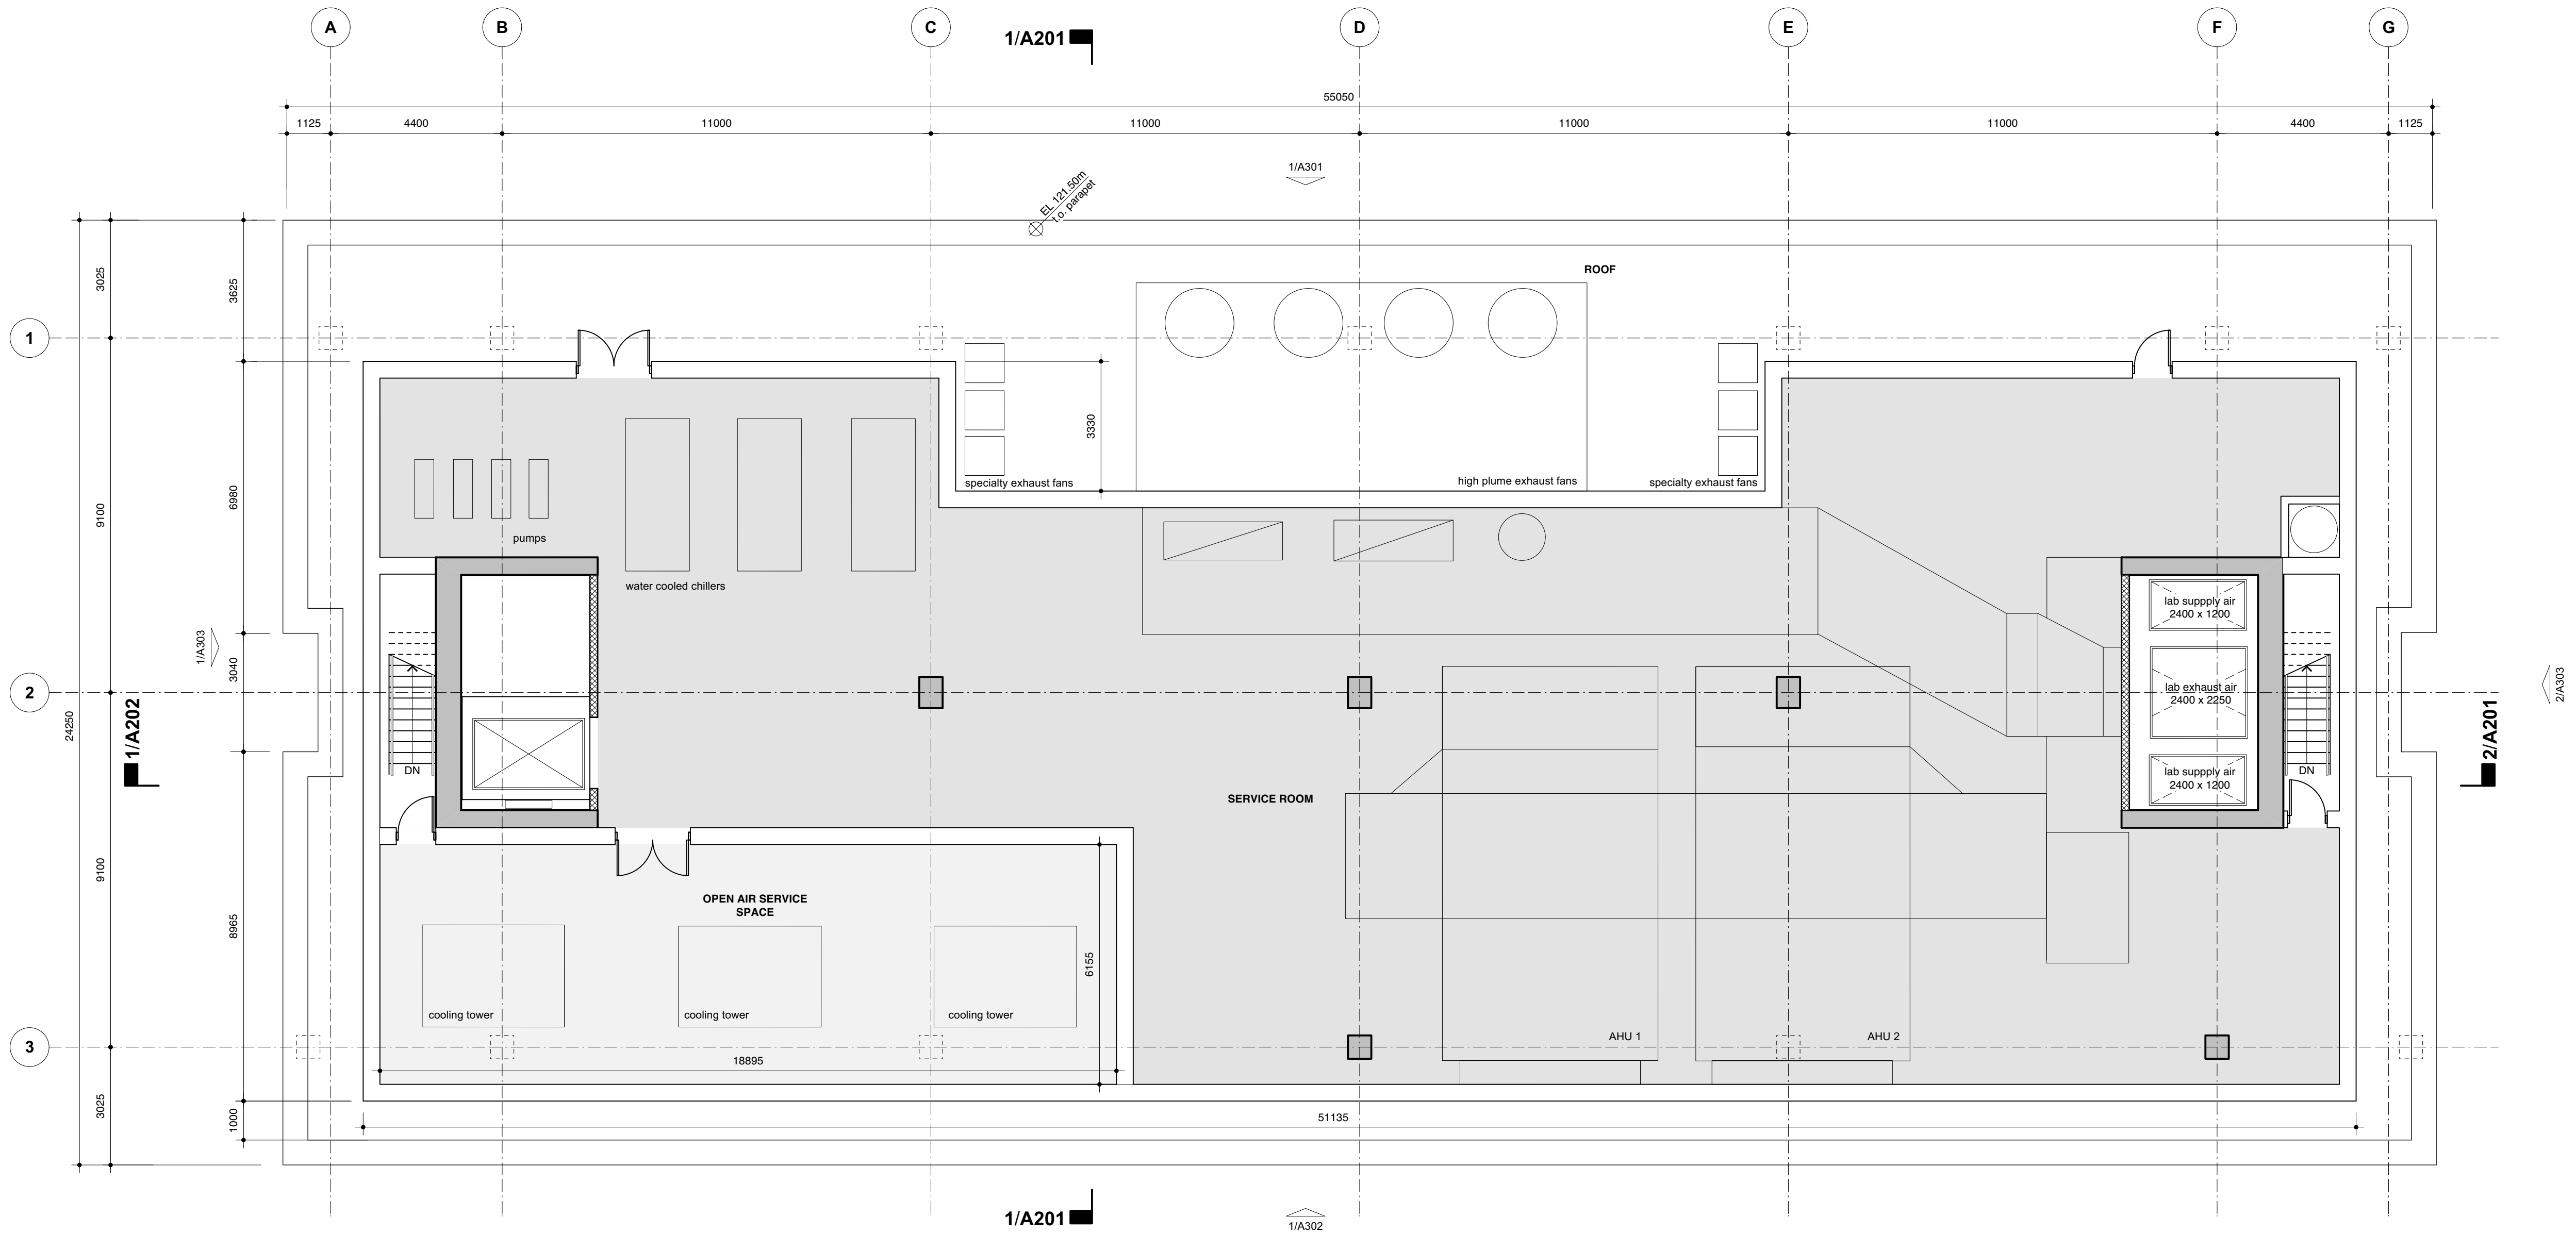 A
B
C
D
E
F
G
1/A201
55050
1125
4400
11000
11000
11000
11000
4400
1125
1/A301
EL 121.50m
t.o. parapet
3025
3625
ROOF
1
3330
6980
9100
specialty exhaust fans
high plume exhaust fans
specialty exhaust fans
pumps
water cooled chillers
lab suppply air
2400 x 1200
1/A303
3040
2
lab exhaust air
2400 x 2250
2/A303
24250
1/A202
2/A201
DN
DN
lab suppply air
2400 x 1200
SERVICE ROOM
9100
8965
OPEN AIR SERVICE
SPACE
6155
cooling tower
cooling tower
cooling tower
AHU 1
AHU 2
3
18895
3025
1000
51135
1/A201
1/A302